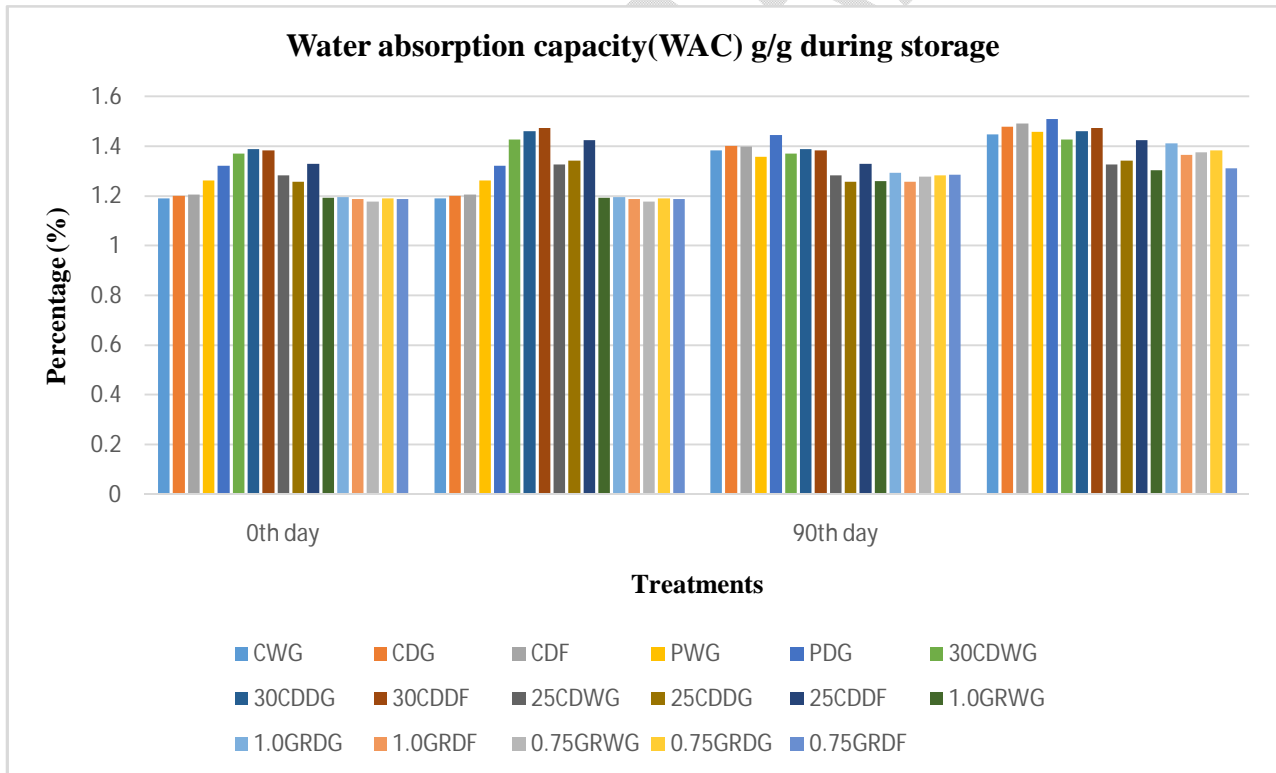 Water absorption capacity(WAC) g/g during storage
1.6
1.4
1.2
1
0.8
0.6
0.4
0.2
0
Percentage (%)
0th day 90th day
Treatments
CWG CDG CDF PWG PDG 30CDWG
30CDDG 30CDDF 25CDWG 25CDDG 25CDDF 1.0GRWG
1.0GRDG 1.0GRDF 0.75GRWG 0.75GRDG 0.75GRDF